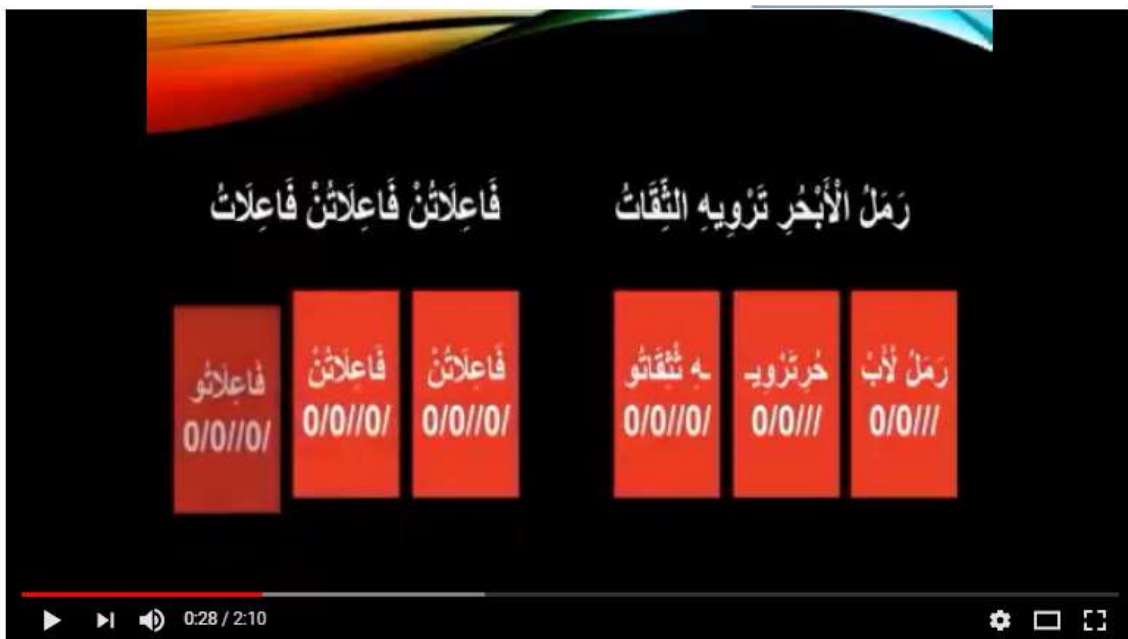 رَمَلُ الْأَبْحُرِ تَرْوِيهِ الثِّقَاتُ فَاعِلَاتُنْ فَاعِلَاتُنْ فَاعِلَاتُ
رَمَلُ لْأَبْ حُرِتَرْوِيـ ـهِ ثْثِقَاتُو فَاعِلَاتُنْ فَاعِلَاتُنْ فَاعِلَاتُو
0/0/// 0/0/// 0/0//0/ 0/0//0/ 0/0//0/ 0/0//0/
0:28 / 2:10